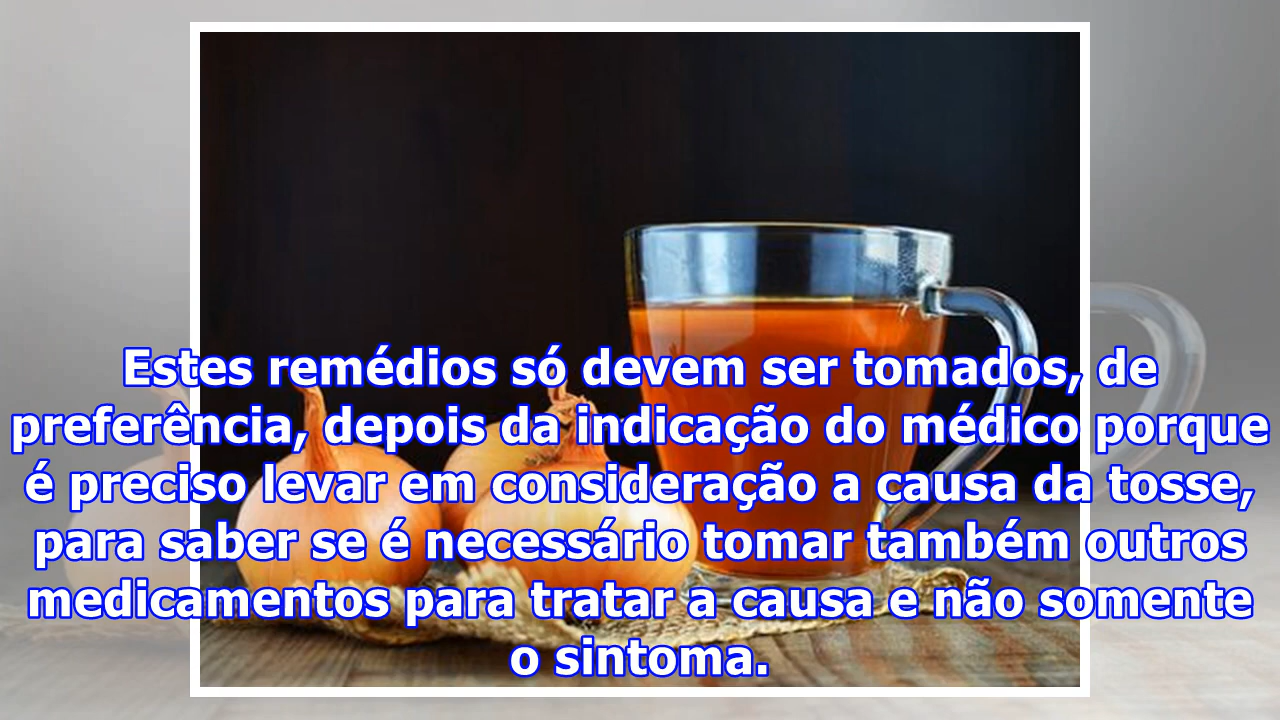 Estes remédios só devem ser tomados, de
preferência, depois da indicação do médico porque
é preciso levar em consideração a causa da tosse,
para saber se é necessário tomar também outros
medicamentos para tratar a causa e não somente
o sintoma.